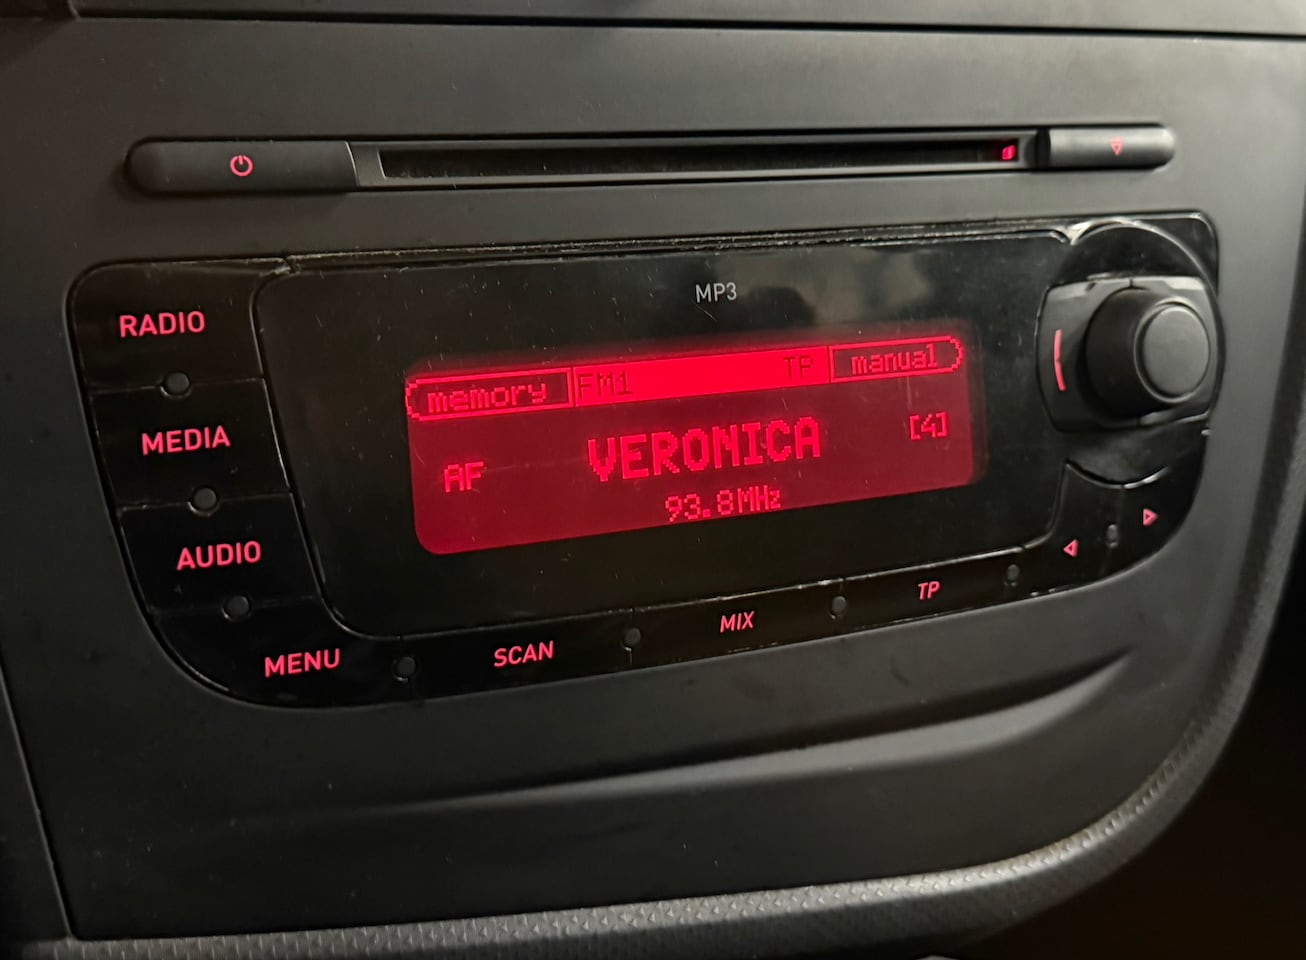 MP3
RADIO
MEDIA
AUDIO
MENU
memory FM1 TP manual
VERONICA [4]
AF
93.8MHz
SCAN MIX TP